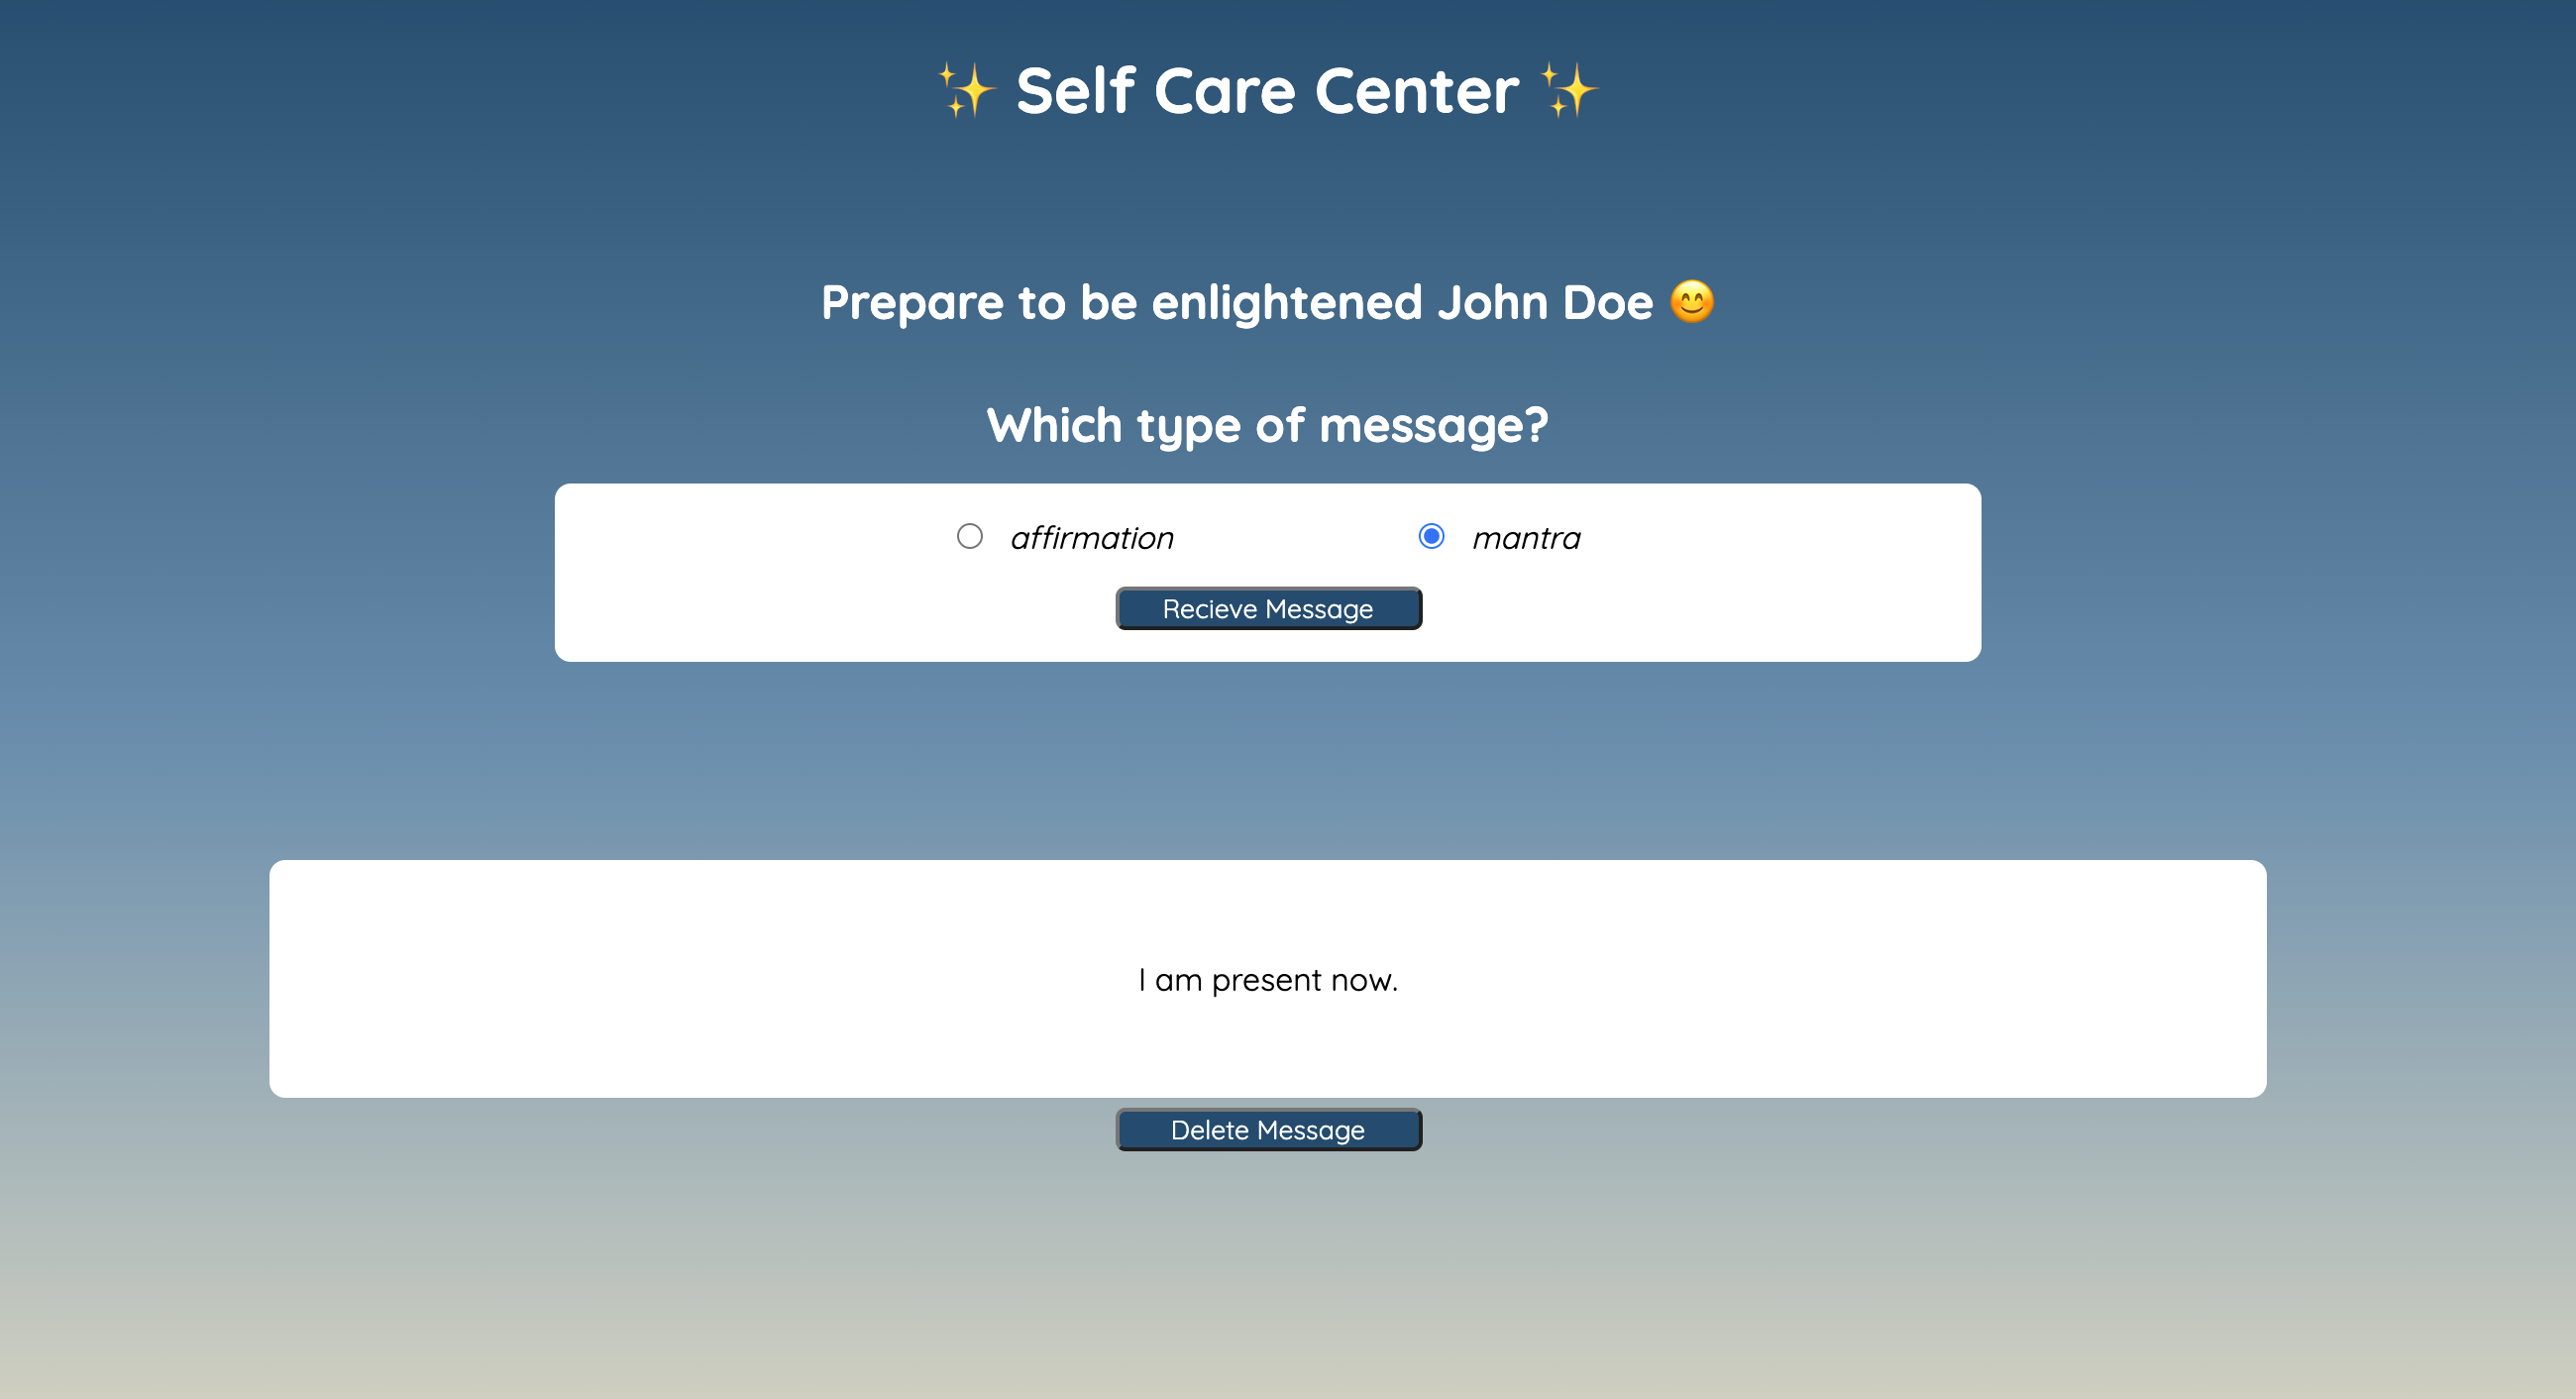 ✨ Self Care Center ✨
Prepare to be enlightened John Doe 😊
Which type of message?
affirmation mantra
Recieve Message
I am present now.
Delete Message